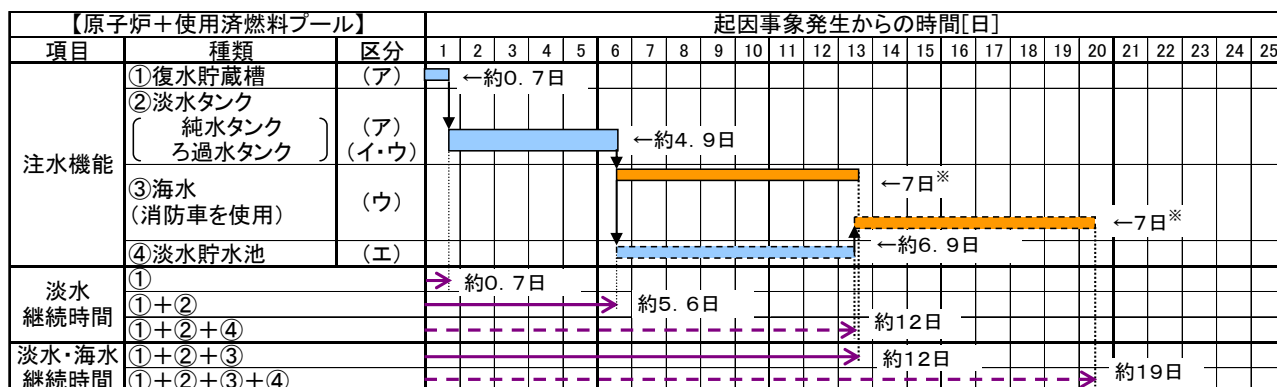 【原子炉＋使用済燃料プール】 起因事象発生からの時間[日]
項目 種類 区分 1 2 3 4 5 6 7 8 9 10 11 12 13 14 15 16 17 18 19 20 21 22 23 24 25
注水機能
①復水貯蔵槽 (ア) ←約0．7日
②淡水タンク
純水タンク (ア)
ろ過水タンク (イ・ウ)
←約4．9日
③海水
(消防車を使用) (ウ)
←7日※
←7日※
④淡水貯水池 (エ) ←約6．9日
淡水
継続時間
① 約0．7日
①＋② 約5．6日
①＋②＋④ 約12日
淡水・海水
継続時間
①＋②＋③ 約12日
①＋②＋③＋④ 約19日